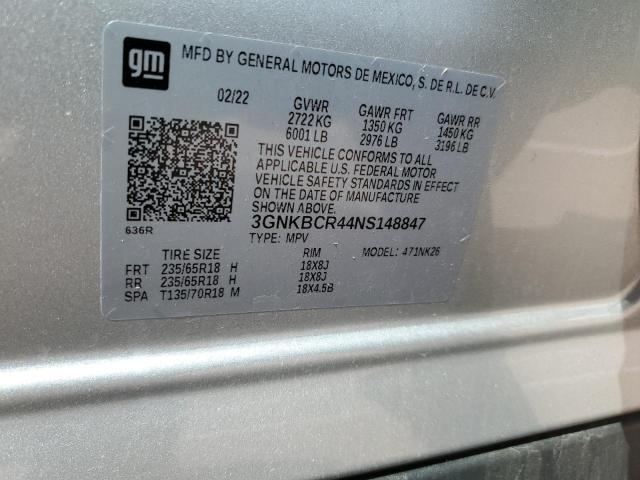 gm
MFD BY GENERAL MOTORS DE MEXICO, S. DE R.L. DE C.V.
02/22 GVWR GAWR FRT GAWR RR
2722 KG 1350 KG 1450 KG
6001 LB 2976 LB 3196 LB
THIS VEHICLE CONFORMS TO ALL
APPLICABLE U.S. FEDERAL MOTOR
VEHICLE SAFETY STANDARDS IN EFFECT
ON THE DATE OF MANUFACTURE
SHOWN ABOVE.
636R
3GNKBCR44NS148847
TYPE: MPV MODEL: 471NK26
TIRE SIZE RIM
FRT 235/65R18 H 18X8J
RR 235/65R18 H 18X8J
SPA T135/70R18 M 18X4.5B